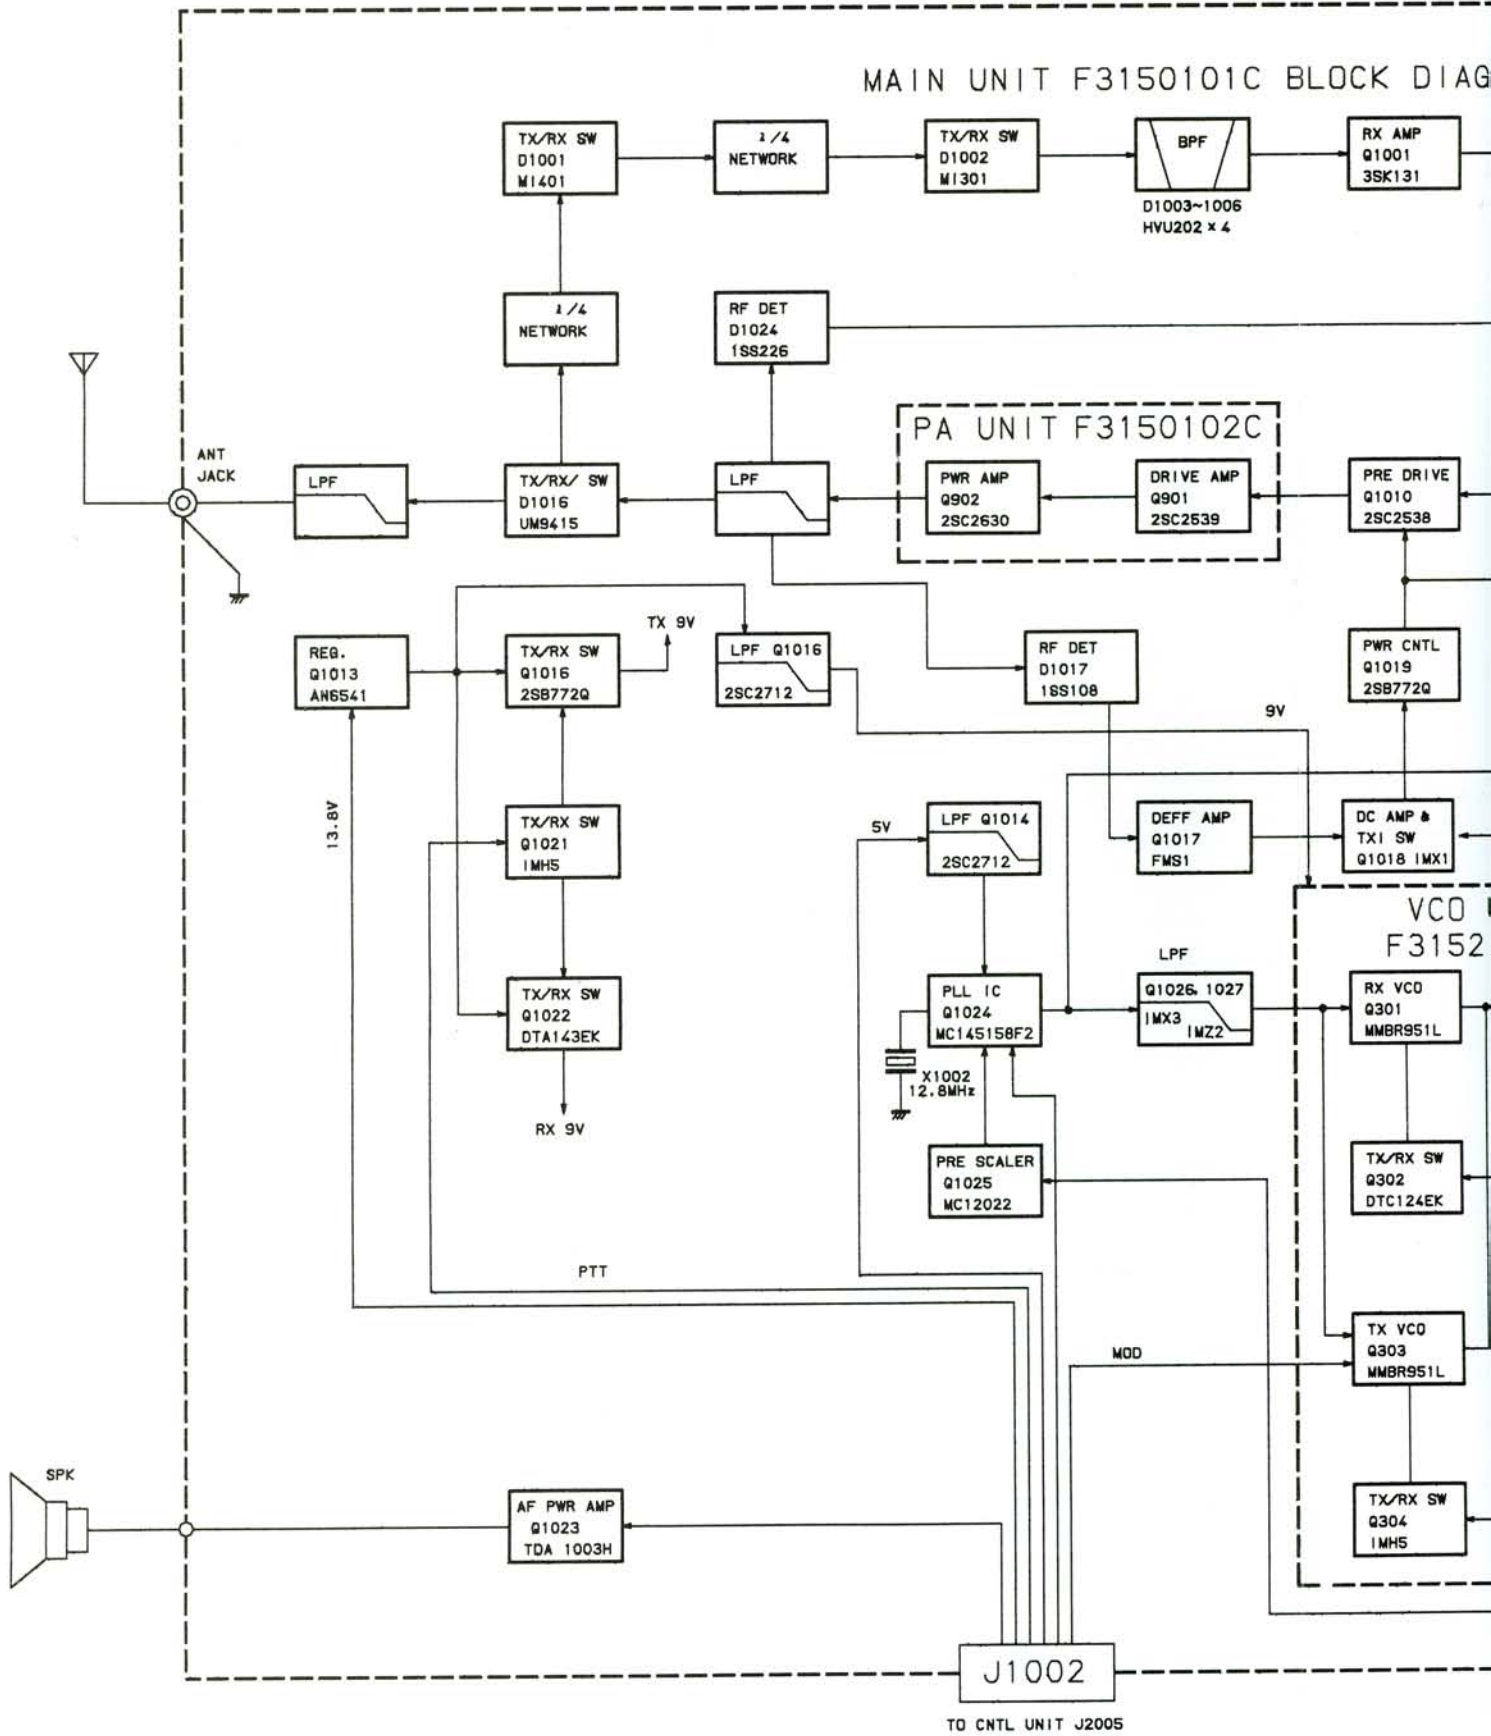 MAIN UNIT F3150101C BLOCK DIAG
TX/RX SW
D1001
MI401
λ/4
NETWORK
TX/RX SW
D1002
MI301
BPF
D1003~1006
HVU202 × 4
RX AMP
Q1001
3SK131
λ/4
NETWORK
RF DET
D1024
1SS226
PA UNIT F3150102C
ANT
JACK
LPF
TX/RX/ SW
D1016
UM9415
LPF
PWR AMP
Q902
2SC2630
DRIVE AMP
Q901
2SC2539
PRE DRIVE
Q1010
2SC2538
REG.
Q1013
AN6541
TX/RX SW
Q1016
2SB772Q
TX 9V
LPF Q1016
2SC2712
RF DET
D1017
1SS108
PWR CNTL
Q1019
2SB772Q
9V
13.8V
TX/RX SW
Q1021
IMH5
5V
LPF Q1014
2SC2712
DEFF AMP
Q1017
FMS1
DC AMP &
TXI SW
Q1018 IMX1
VCO
F3152
TX/RX SW
Q1022
DTA143EK
RX 9V
PLL IC
Q1024
MC145158F2
X1002
12.8MHz
LPF
Q1026, 1027
IMX3
IMZ2
RX VCO
Q301
MMBR951L
PRE SCALER
Q1025
MC12022
TX/RX SW
Q302
DTC124EK
PTT
MOD
TX VCO
Q303
MMBR951L
SPK
AF PWR AMP
Q1023
TDA 1003H
TX/RX SW
Q304
IMH5
J1002
TO CNTL UNIT J2005